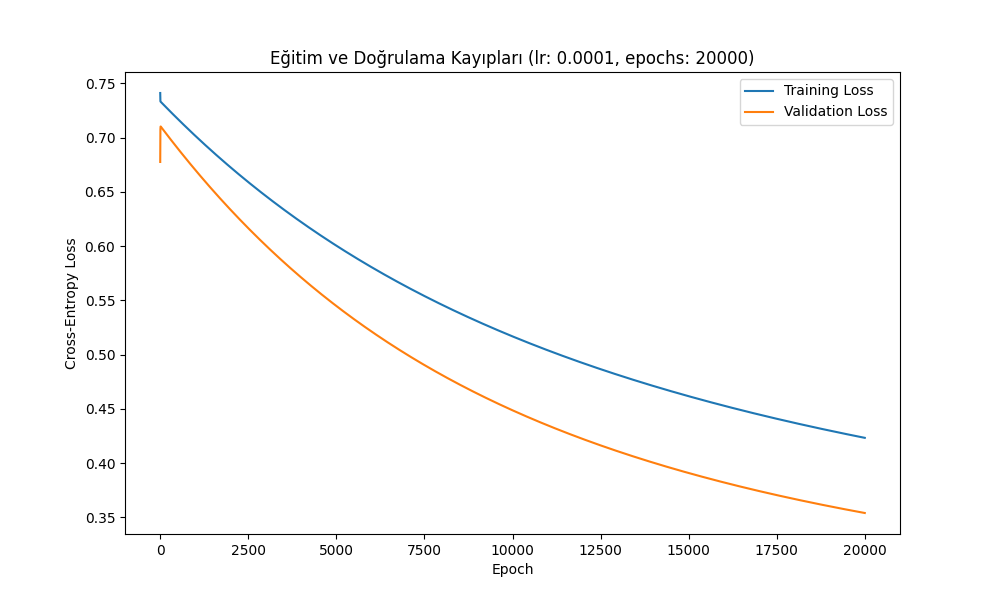 Eğitim ve Doğrulama Kayıpları (lr: 0.0001, epochs: 20000)
Training Loss
Validation Loss
Cross-Entropy Loss
0.75
0.70
0.65
0.60
0.55
0.50
0.45
0.40
0.35
0 2500 5000 7500 10000 12500 15000 17500 20000
Epoch